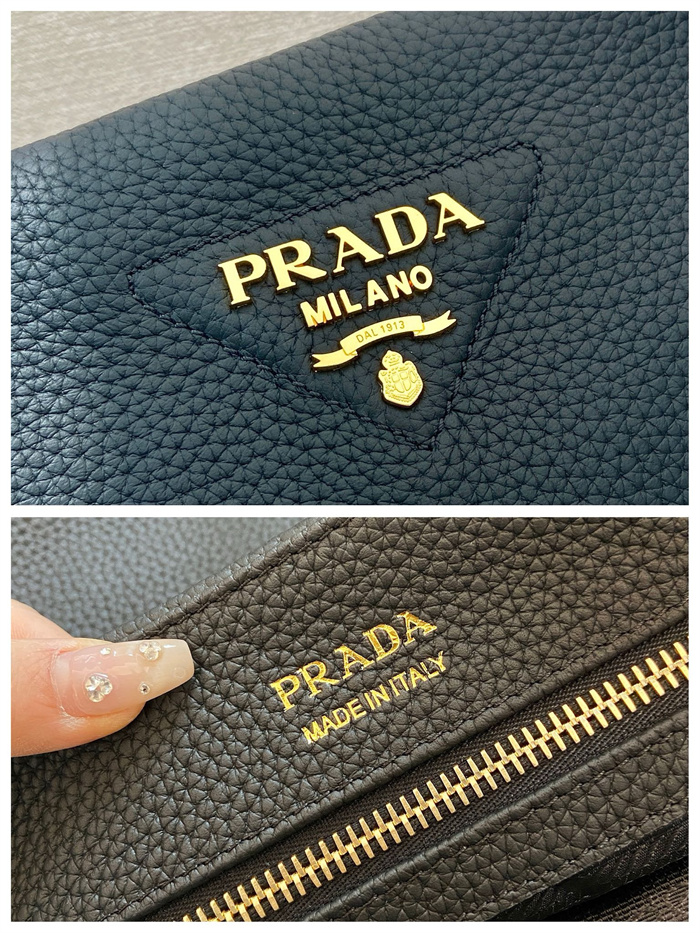 PRADA
MILANO
DAL 1913
PRADA
MADE IN ITALY